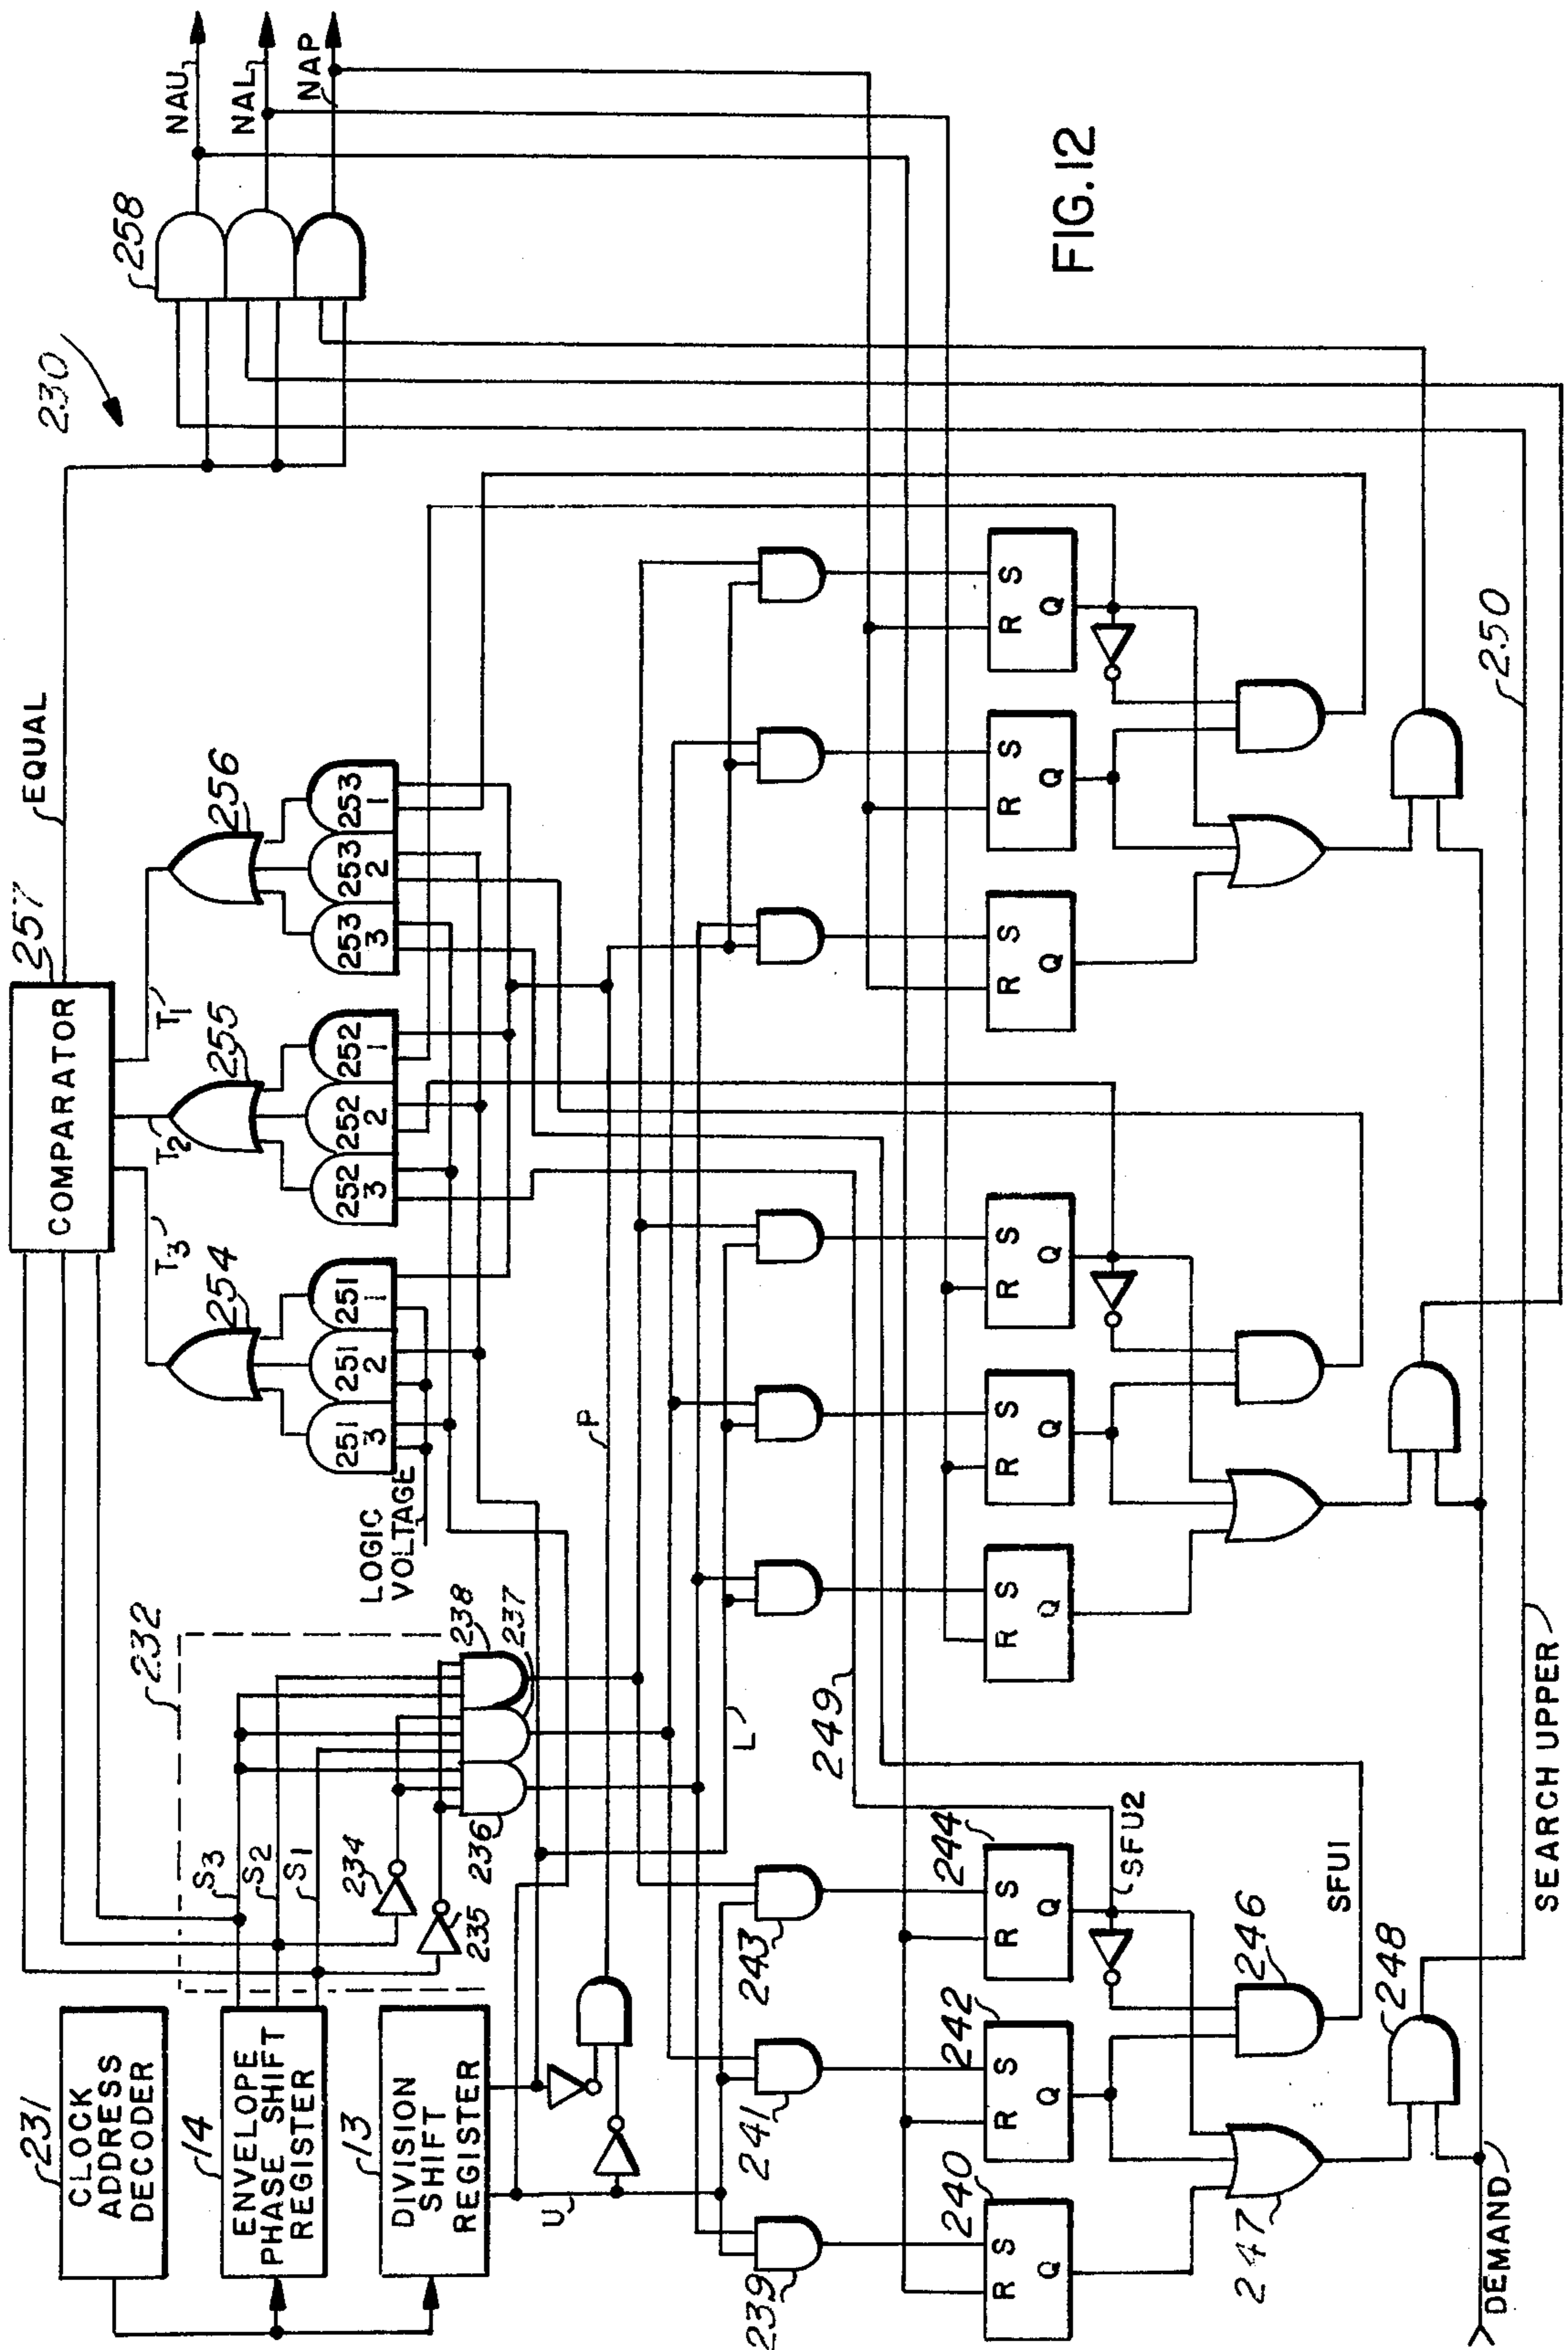 230
FIG.12
231
CLOCK
ADDRESS
DECODER
14
ENVELOPE
PHASE SHIFT
REGISTER
13
DIVISION
SHIFT
REGISTER
232
S3
S2
S1
234
235
236
237
238
LOGIC
VOLTAGE
257
COMPARATOR
EQUAL
T3
T2
T1
254
255
256
251
3
251
2
251
1
252
3
252
2
252
1
253
3
253
2
253
1
258
NAU
NAL
NAP
U
P
L
249
239
241
243
240
R S
Q
242
R S
Q
244
R S
Q
R S
Q
R S
Q
R S
Q
R S
Q
R S
Q
R S
Q
SFU2
247
246
SFU1
248
250
DEMAND
SEARCH UPPER